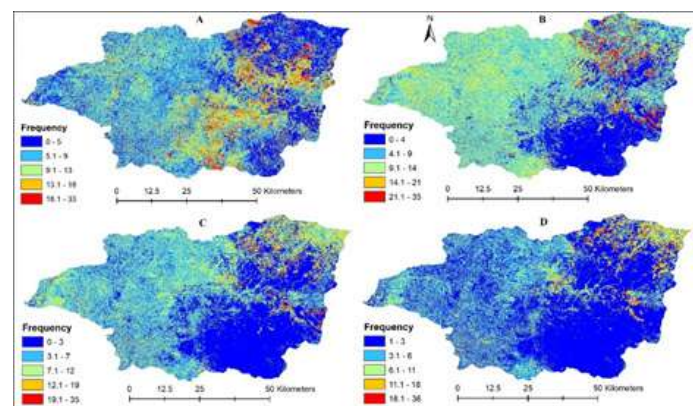 A
Frequency
0 - 5
5.1 - 9
9.1 - 13
13.1 - 18
18.1 - 33
0 12.5 25 50 Kilometers
N
B
Frequency
0 - 4
4.1 - 9
9.1 - 14
14.1 - 21
21.1 - 35
0 12.5 25 50 Kilometers
C
Frequency
0 - 3
3.1 - 7
7.1 - 12
12.1 - 19
19.1 - 35
0 12.5 25 50 Kilometers
D
Frequency
1 - 3
3.1 - 6
6.1 - 11
11.1 - 18
18.1 - 36
0 12.5 25 50 Kilometers